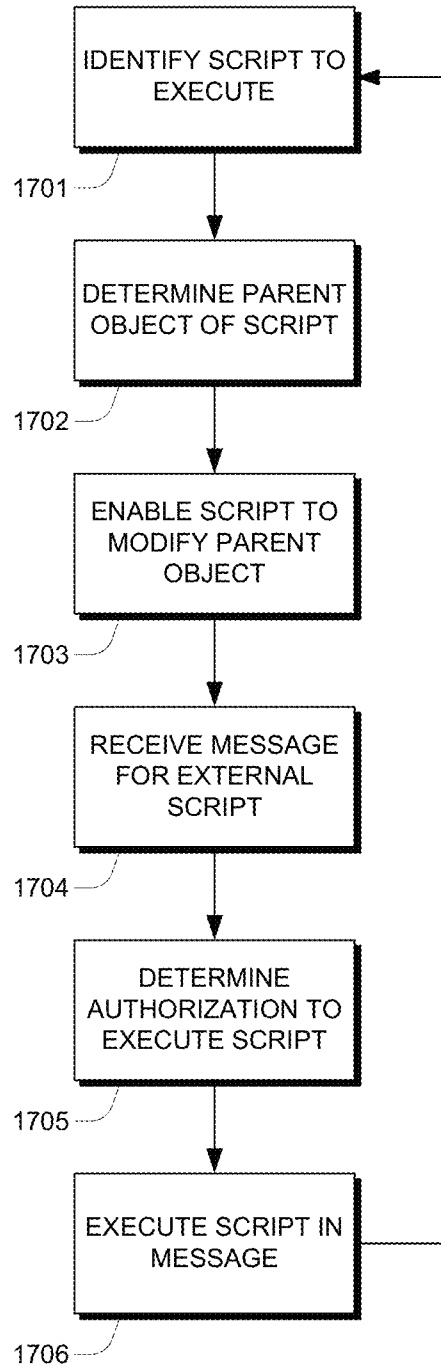 IDENTIFY SCRIPT TO
EXECUTE
1701
DETERMINE PARENT
OBJECT OF SCRIPT
1702
ENABLE SCRIPT TO
MODIFY PARENT
OBJECT
1703
RECEIVE MESSAGE
FOR EXTERNAL
SCRIPT
1704
DETERMINE
AUTHORIZATION TO
EXECUTE SCRIPT
1705
EXECUTE SCRIPT IN
MESSAGE
1706